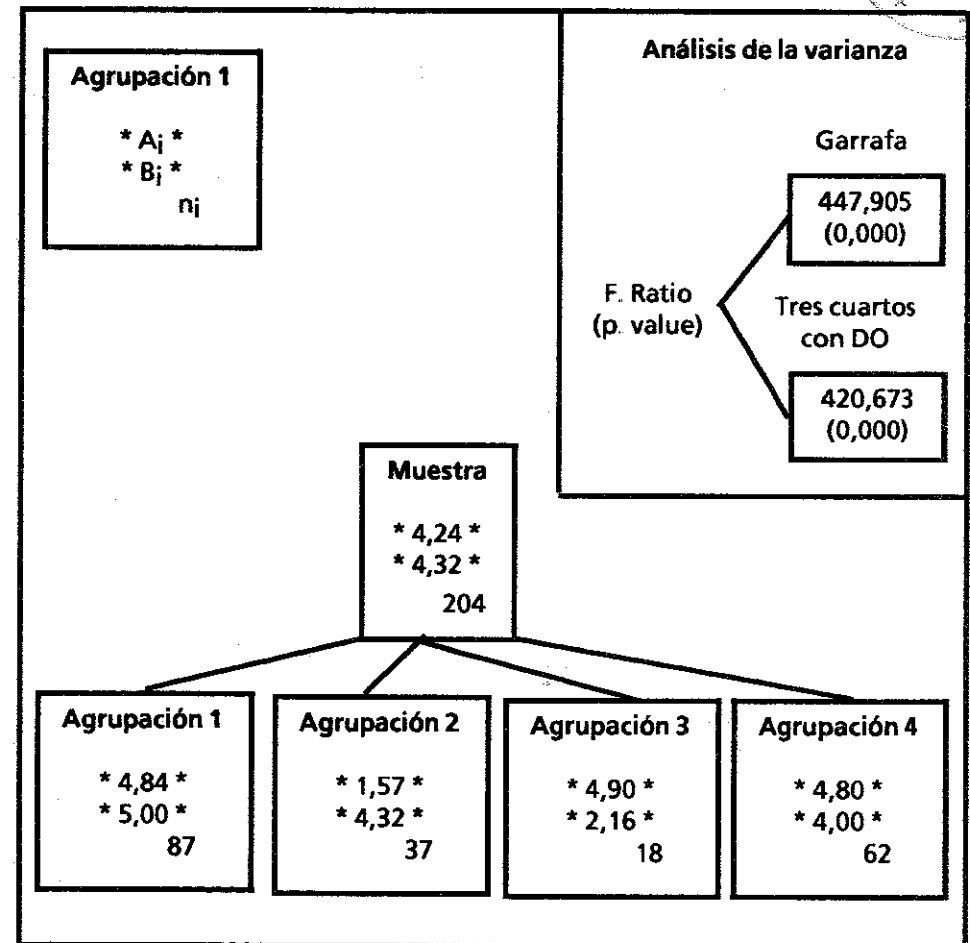 Agrupación 1
* Ai *
* Bi *
ni
Análisis de la varianza
Garrafa
447,905
(0,000)
F. Ratio
(p. value)
Tres cuartos
con DO
420,673
(0,000)
Muestra
* 4,24 *
* 4,32 *
204
Agrupación 1
* 4,84 *
* 5,00 *
87
Agrupación 2
* 1,57 *
* 4,32 *
37
Agrupación 3
* 4,90 *
* 2,16 *
18
Agrupación 4
* 4,80 *
* 4,00 *
62